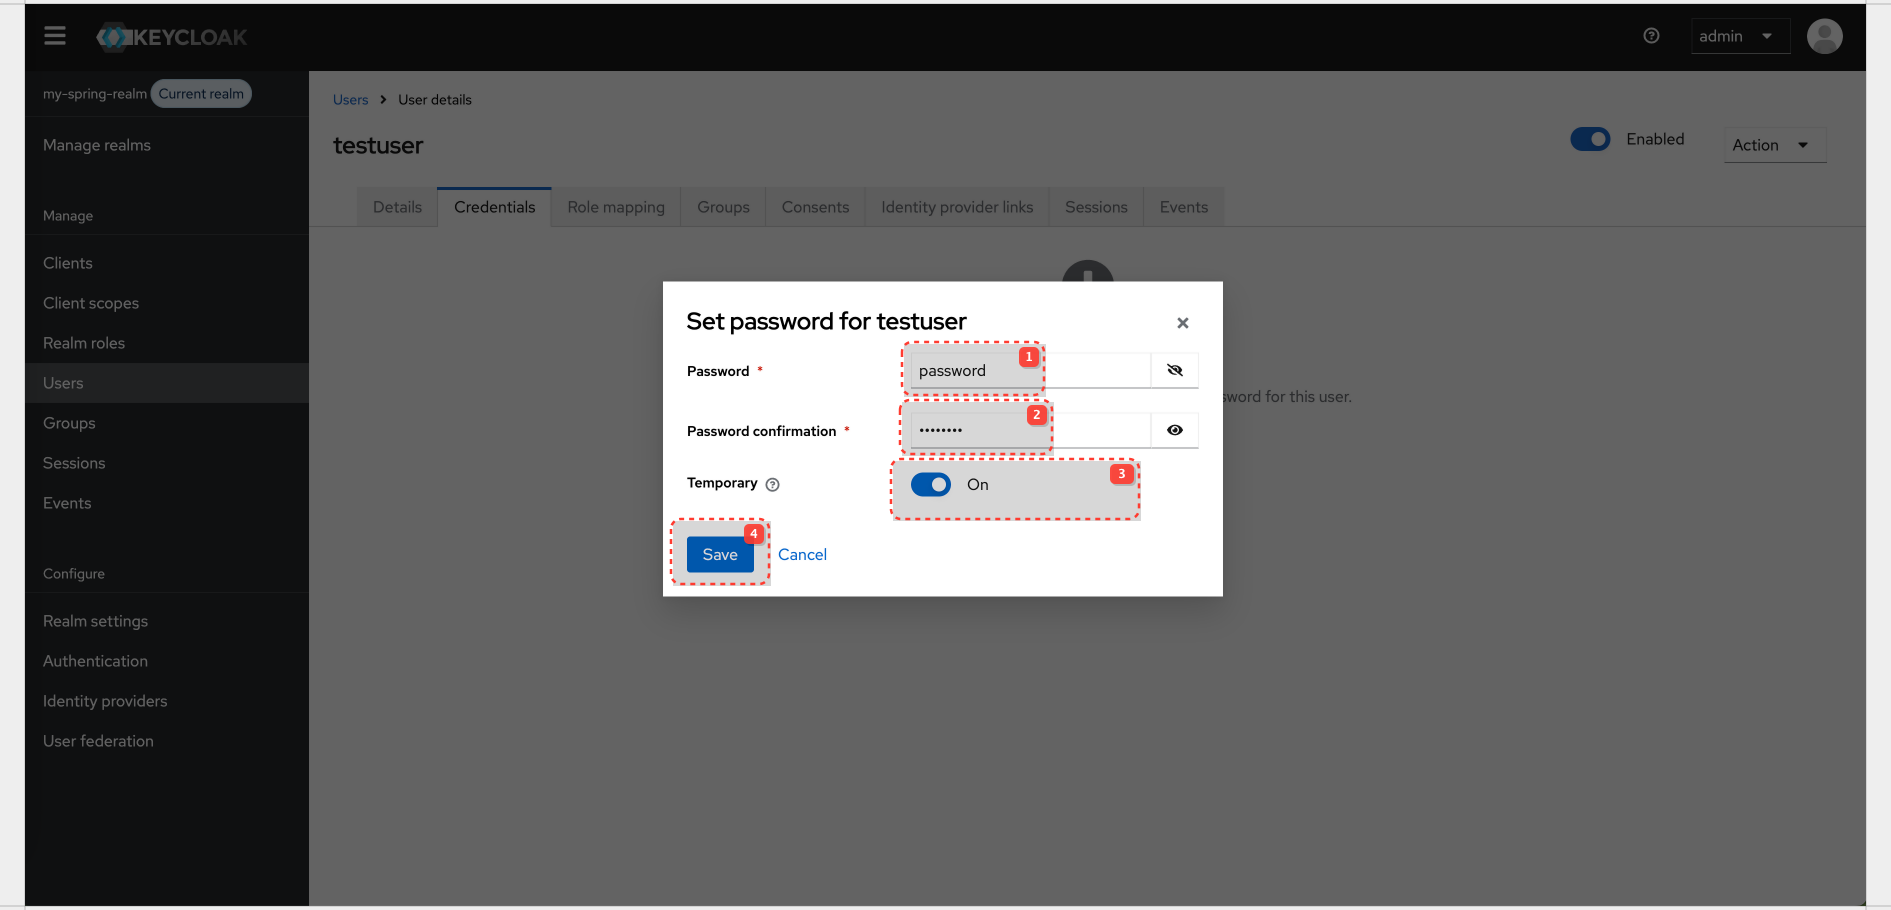 KEYCLOAK
admin
my-spring-realm Current realm
Manage realms
Manage
Clients
Client scopes
Realm roles
Users
Groups
Sessions
Events
Configure
Realm settings
Authentication
Identity providers
User federation
Users > User details
testuser
Enabled
Action
Details Credentials Role mapping Groups Consents Identity provider links Sessions Events
sword for this user.
Set password for testuser
Password * password 1
Password confirmation * •••••••• 2
Temporary On 3
Save 4 Cancel